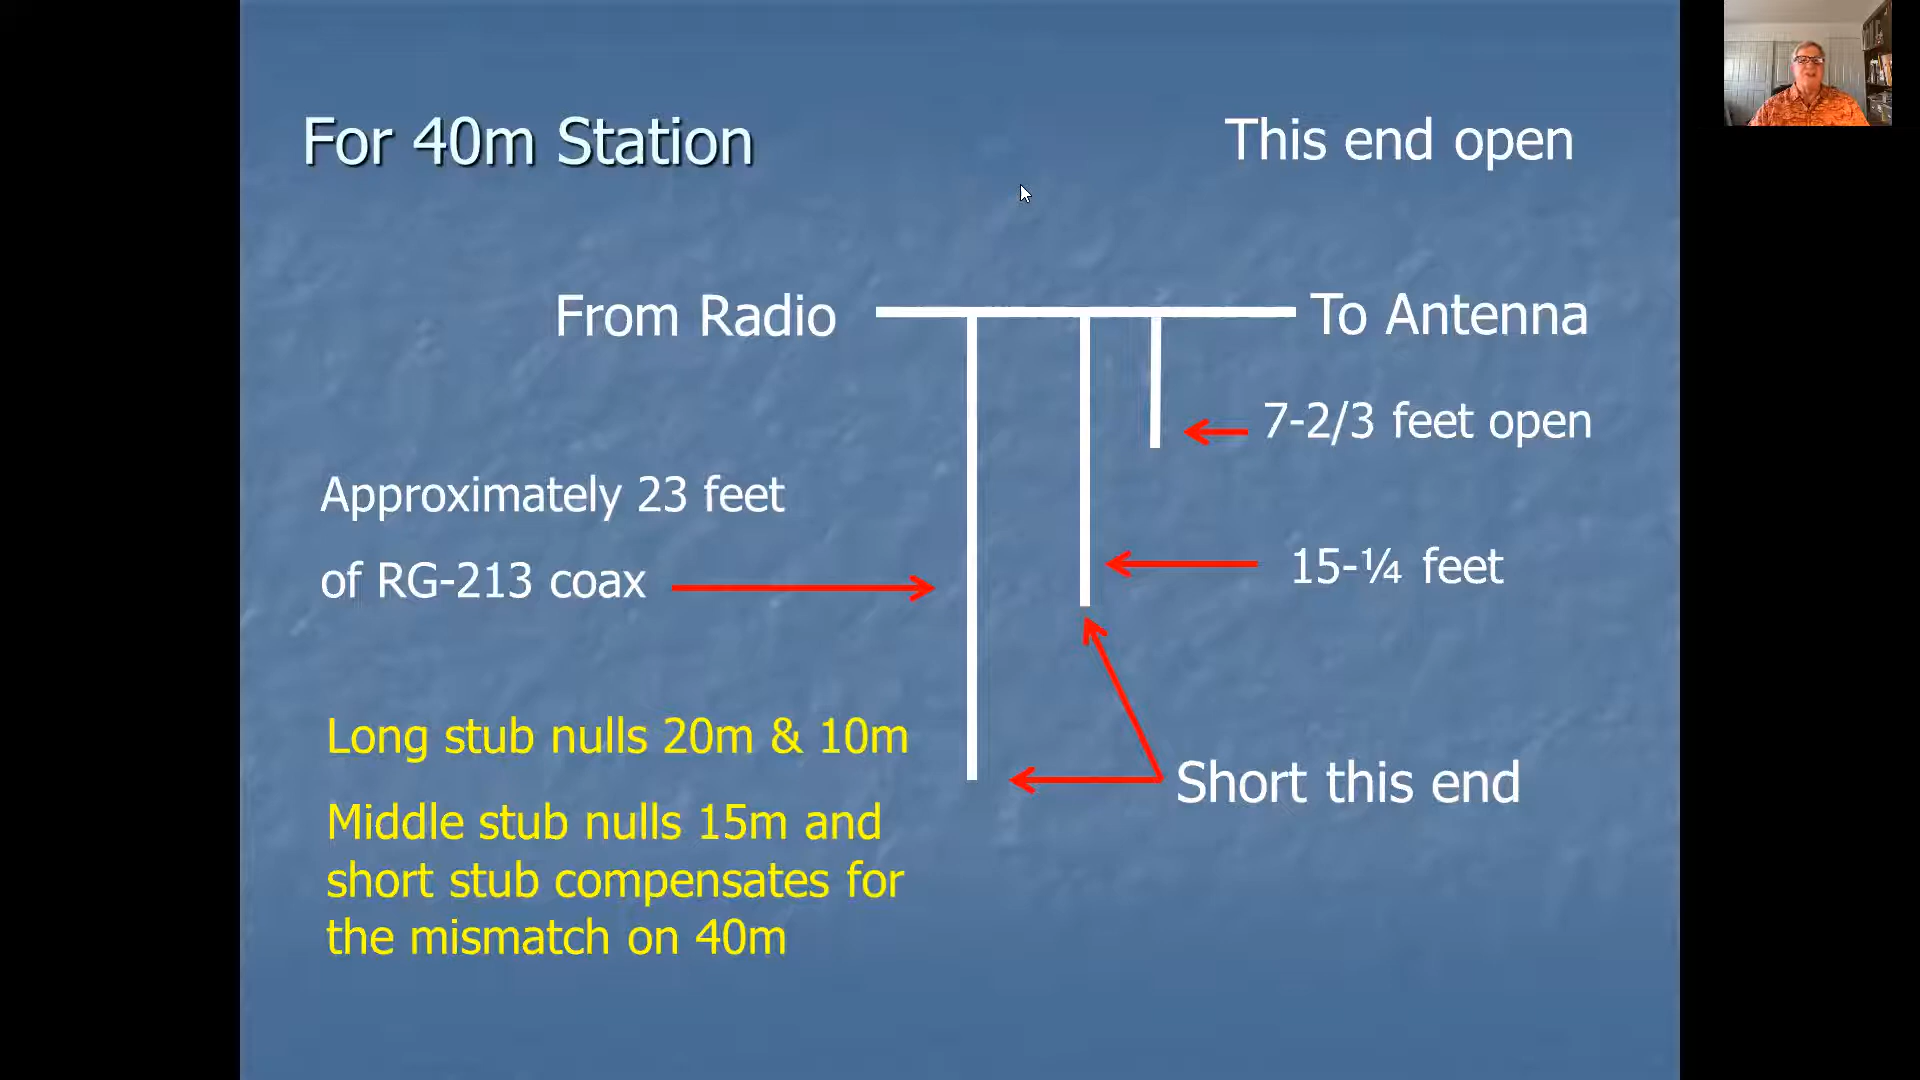 For 40m Station
This end open
From Radio
To Antenna
7-2/3 feet open
Approximately 23 feet
of RG-213 coax
15-¼ feet
Long stub nulls 20m & 10m
Short this end
Middle stub nulls 15m and
short stub compensates for
the mismatch on 40m